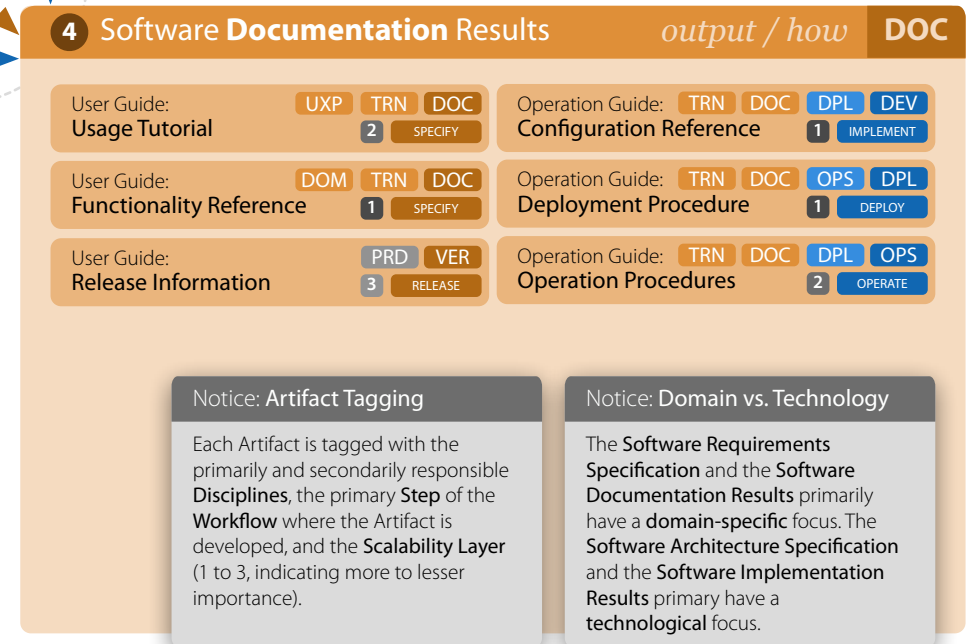 4 Software Documentation Results output / how DOC
User Guide: UXP TRN DOC
Usage Tutorial 2 SPECIFY
User Guide: DOM TRN DOC
Functionality Reference 1 SPECIFY
User Guide: PRD VER
Release Information 3 RELEASE
Operation Guide: TRN DOC DPL DEV
Configuration Reference 1 IMPLEMENT
Operation Guide: TRN DOC OPS DPL
Deployment Procedure 1 DEPLOY
Operation Guide: TRN DOC DPL OPS
Operation Procedures 2 OPERATE
Notice: Artifact Tagging
Each Artifact is tagged with the
primarily and secondarily responsible
Disciplines, the primary Step of the
Workflow where the Artifact is
developed, and the Scalability Layer
(1 to 3, indicating more to lesser
importance).
Notice: Domain vs. Technology
The Software Requirements
Specification and the Software
Documentation Results primarily
have a domain-specific focus. The
Software Architecture Specification
and the Software Implementation
Results primary have a
technological focus.